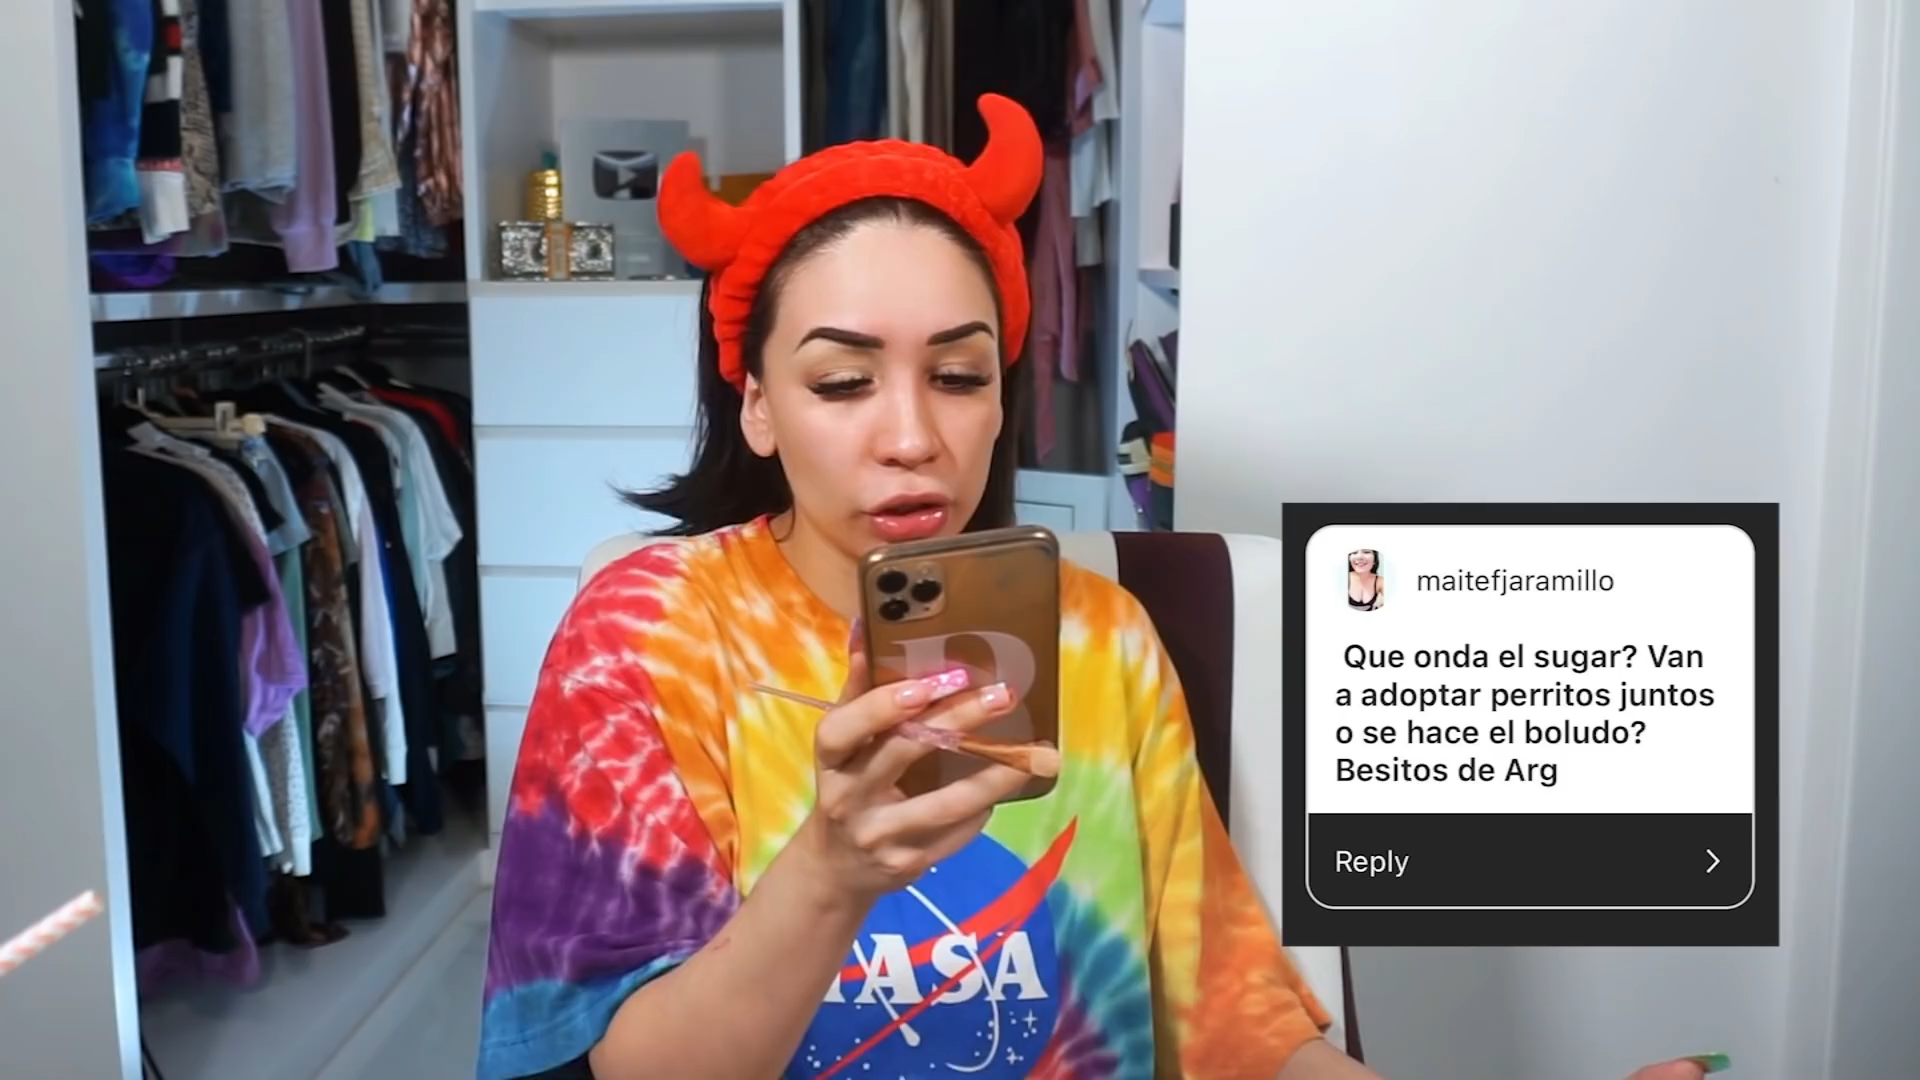 maitefjaramillo
Que onda el sugar? Van
a adoptar perritos juntos
o se hace el boludo?
Besitos de Arg
Reply
B
NASA